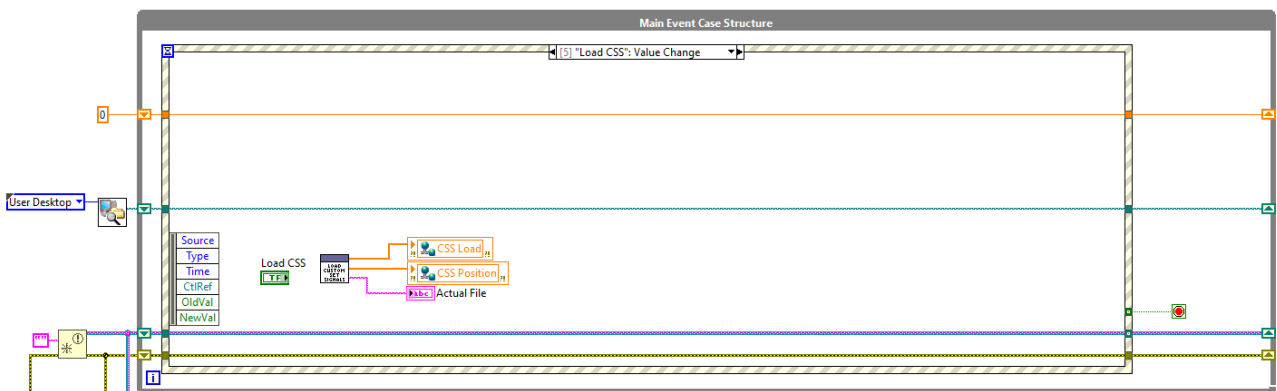 Main Event Case Structure
[5] "Load CSS": Value Change
0
User Desktop
Source
Type
Time
CtlRef
OldVal
NewVal
Load CSS
TF
LOAD
CUSTOM
SET
SIGNALS
CSS Load
CSS Position
abc
Actual File
""
i